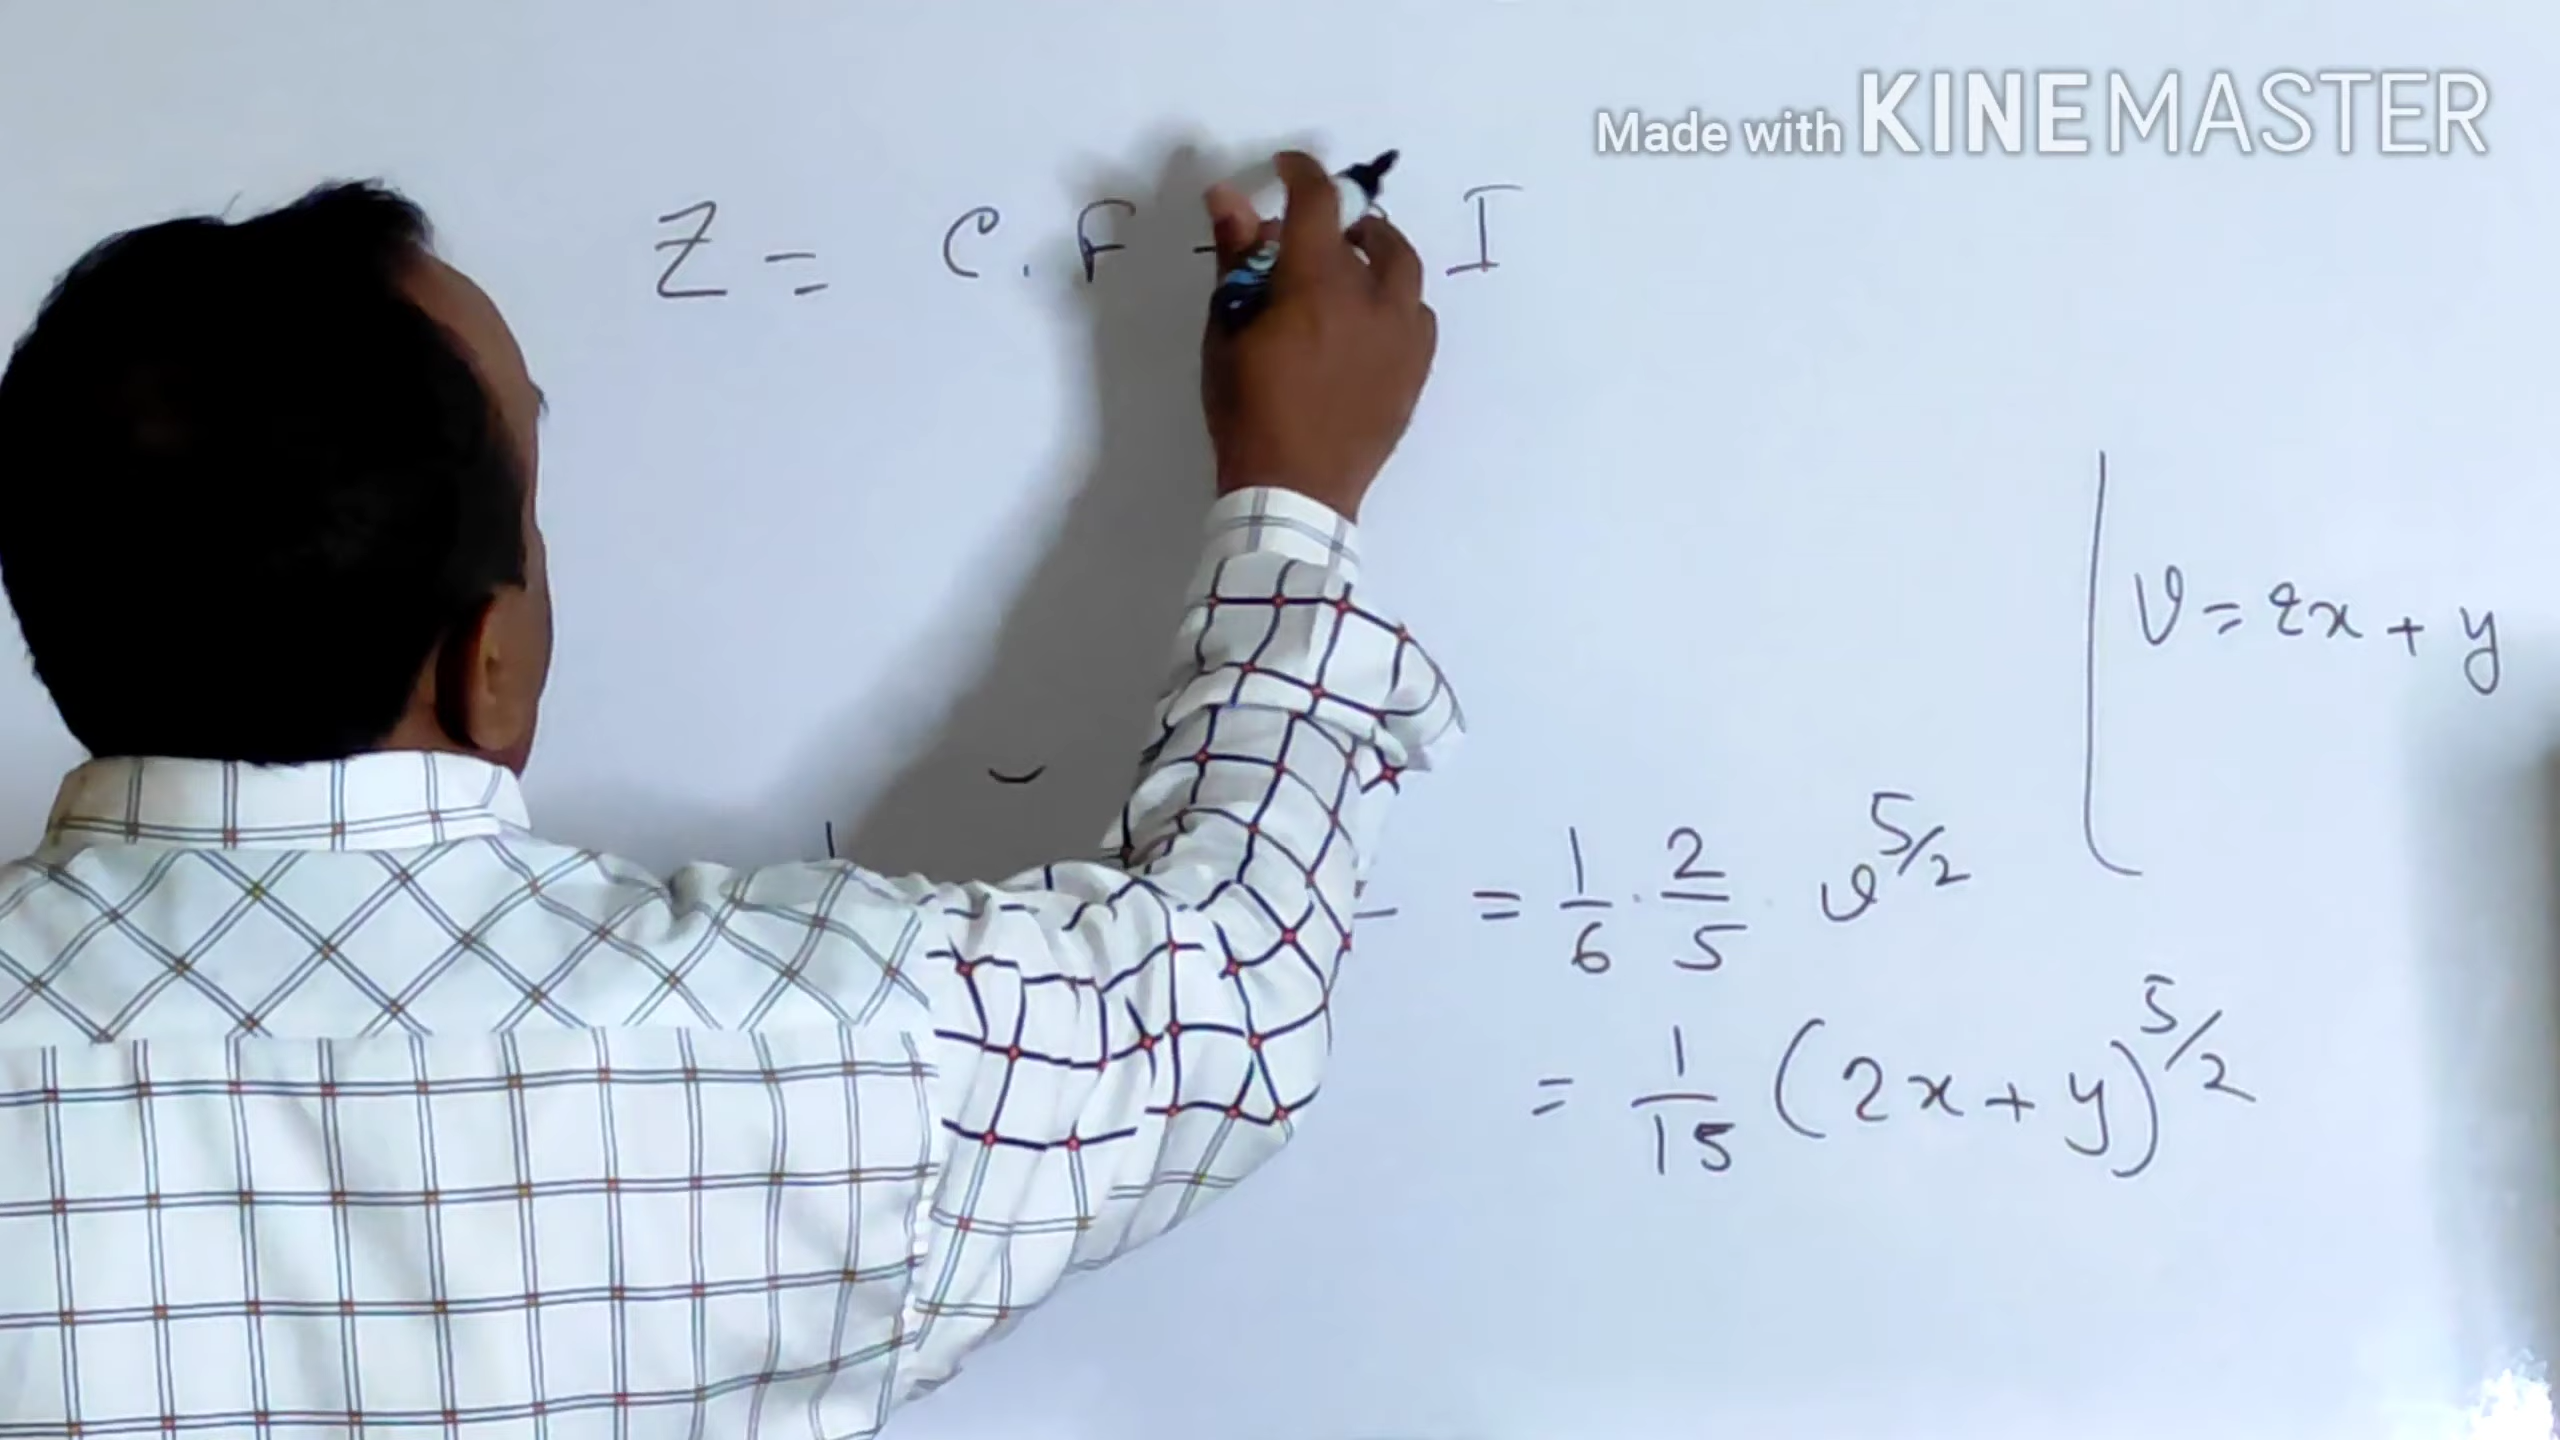 Made with KINEMASTER
Z = C.F + I
V = 2x + y
= 1/6 . 2/5 . v^5/2
= 1/15 (2x + y)^5/2